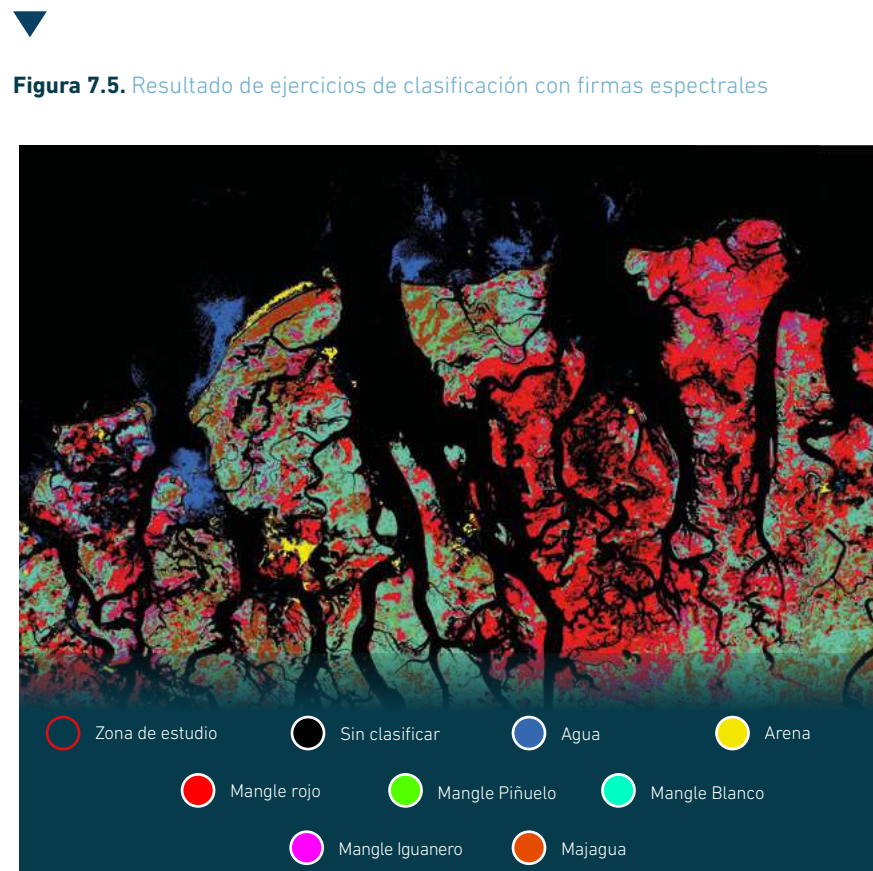 Figura 7.5. Resultado de ejercicios de clasificación con firmas espectrales
Zona de estudio
Sin clasificar
Agua
Arena
Mangle rojo
Mangle Piñuelo
Mangle Blanco
Mangle Iguanero
Majagua